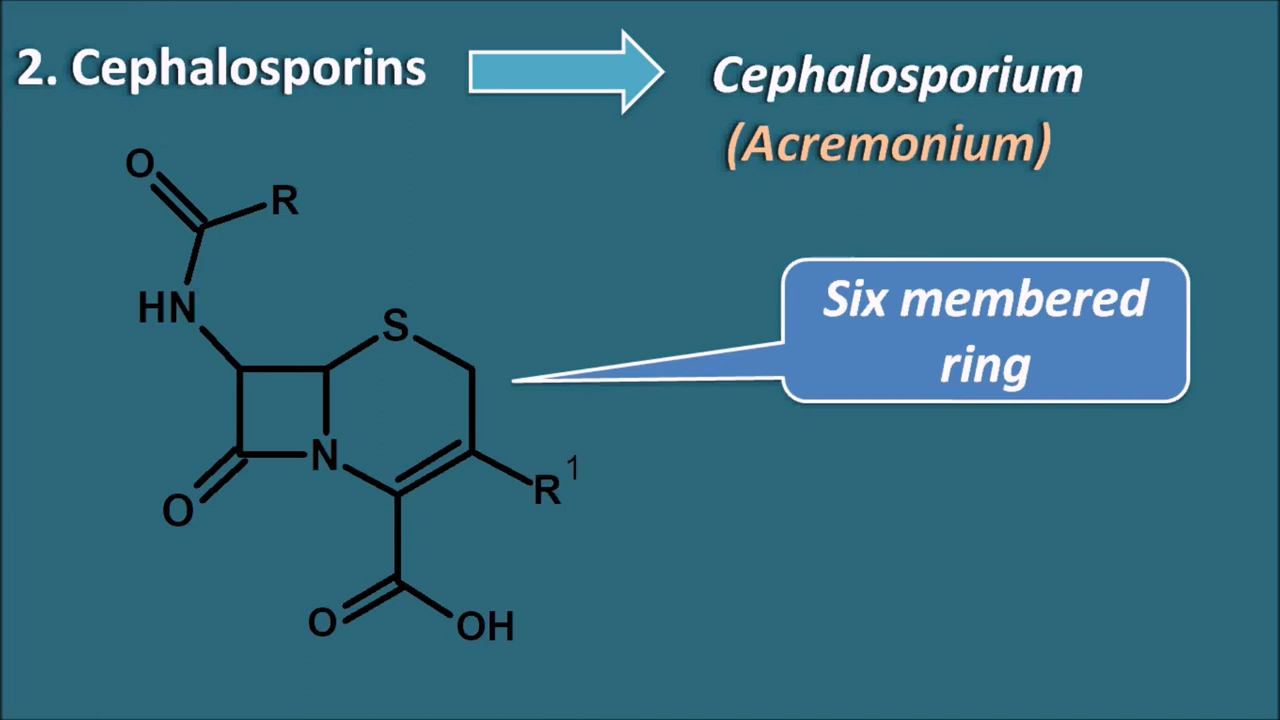 2. Cephalosporins
Cephalosporium
(Acremonium)
O
R
HN
S
Six membered
ring
N
R¹
O
O
OH